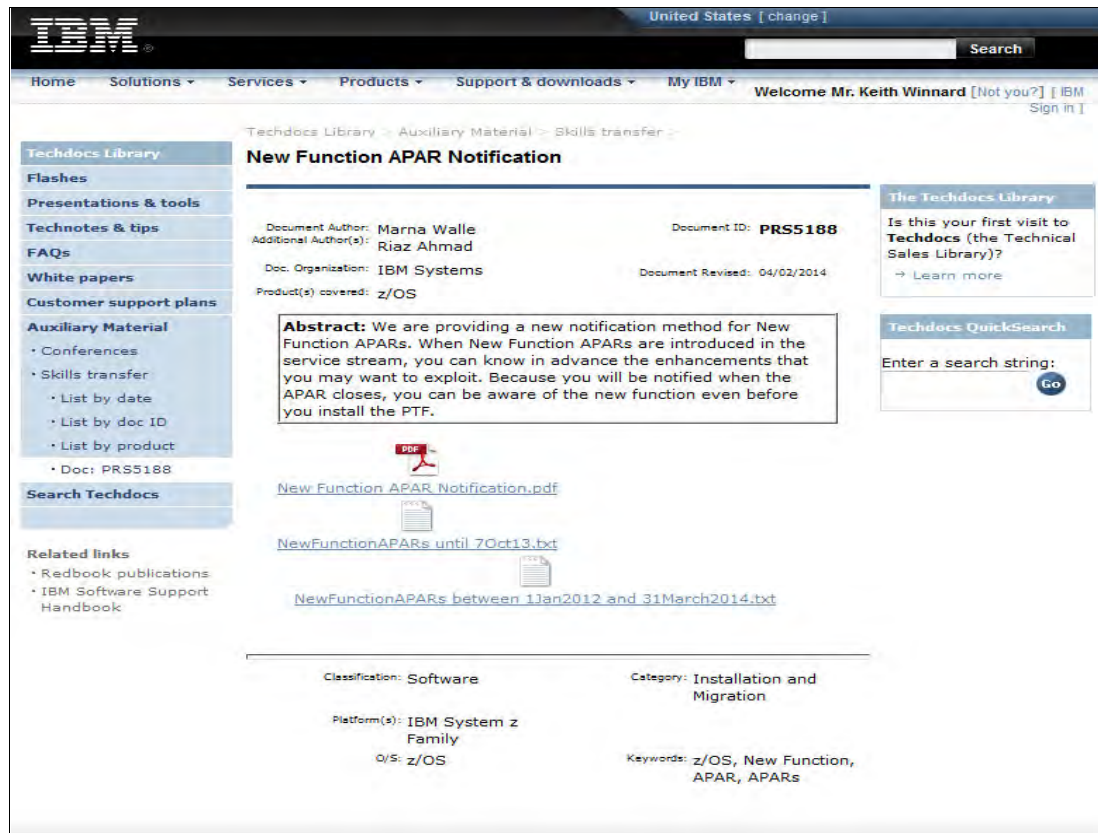 United States [ change ]
IBM®
Search
Home Solutions Services Products Support & downloads My IBM
Welcome Mr. Keith Winnard [Not you?] [ IBM
Sign in ]
Techdocs Library > Auxiliary Material > Skills transfer >
New Function APAR Notification
Techdocs Library
Flashes
Presentations & tools
Technotes & tips
FAQs
White papers
Customer support plans
Auxiliary Material
• Conferences
• Skills transfer
• List by date
• List by doc ID
• List by product
• Doc: PRS5188
Search Techdocs
Related links
• Redbook publications
• IBM Software Support
Handbook
Document Author: Marna Walle
Additional Author(s): Riaz Ahmad
Document ID: PRS5188
Doc. Organization: IBM Systems
Document Revised: 04/02/2014
Product(s) covered: z/OS
Abstract: We are providing a new notification method for New
Function APARs. When New Function APARs are introduced in the
service stream, you can know in advance the enhancements that
you may want to exploit. Because you will be notified when the
APAR closes, you can be aware of the new function even before
you install the PTF.
PDF
New Function APAR Notification.pdf
NewFunctionAPARs until 7Oct13.txt
NewFunctionAPARs between 1Jan2012 and 31March2014.txt
Classification: Software
Category: Installation and
Migration
Platform(s): IBM System z
Family
O/S: z/OS
Keywords: z/OS, New Function,
APAR, APARs
The Techdocs Library
Is this your first visit to
Techdocs (the Technical
Sales Library)?
→ Learn more
Techdocs QuickSearch
Enter a search string:
Go